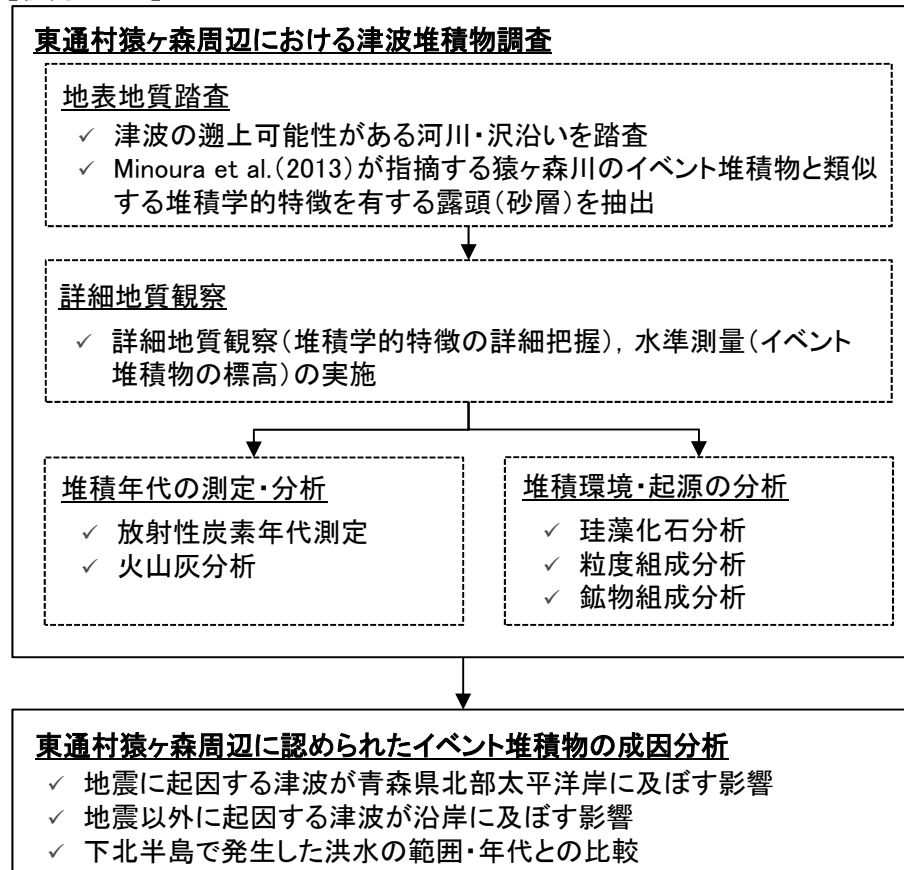 東通村猿ヶ森周辺における津波堆積物調査
地表地質踏査
✓ 津波の遡上可能性がある河川・沢沿いを踏査
✓ Minoura et al.(2013)が指摘する猿ヶ森川のイベント堆積物と類似
する堆積学的特徴を有する露頭(砂層)を抽出
詳細地質観察
✓ 詳細地質観察(堆積学的特徴の詳細把握), 水準測量(イベント
堆積物の標高)の実施
堆積年代の測定・分析
✓ 放射性炭素年代測定
✓ 火山灰分析
堆積環境・起源の分析
✓ 珪藻化石分析
✓ 粒度組成分析
✓ 鉱物組成分析
東通村猿ヶ森周辺に認められたイベント堆積物の成因分析
✓ 地震に起因する津波が青森県北部太平洋岸に及ぼす影響
✓ 地震以外に起因する津波が沿岸に及ぼす影響
✓ 下北半島で発生した洪水の範囲・年代との比較